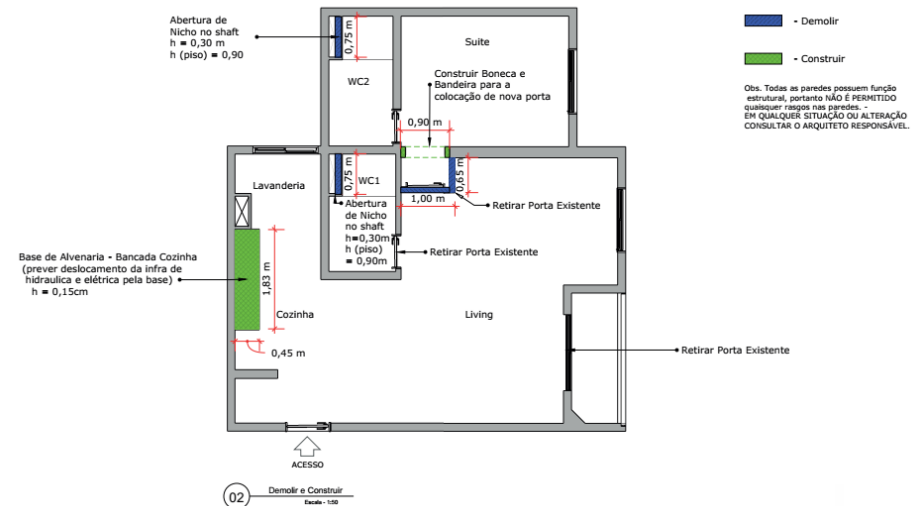 Abertura de
Nicho no shaft
h = 0,30 m
h (piso) = 0,90
0,75 m
WC2
Suite
Construir Boneca e
Bandeira para a
colocação de nova porta
0,90 m
- Demolir
- Construir
Obs. Todas as paredes possuem função
estrutural, portanto NÃO É PERMITIDO
quaisquer rasgos nas paredes. -
EM QUALQUER SITUAÇÃO OU ALTERAÇÃO
CONSULTAR O ARQUITETO RESPONSÁVEL.
Lavanderia
0,75 m
WC1
0,65 m
1,00 m
Retirar Porta Existente
Abertura
de Nicho
no shaft
h=0,30m
h (piso)
= 0,90m
Retirar Porta Existente
Base de Alvenaria - Bancada Cozinha
(prever deslocamento da infra de
hidraulica e elétrica pela base)
h = 0,15cm
1,83 m
Cozinha
Living
0,45 m
Retirar Porta Existente
ACESSO
02
Demolir e Construir
Escala - 1:50